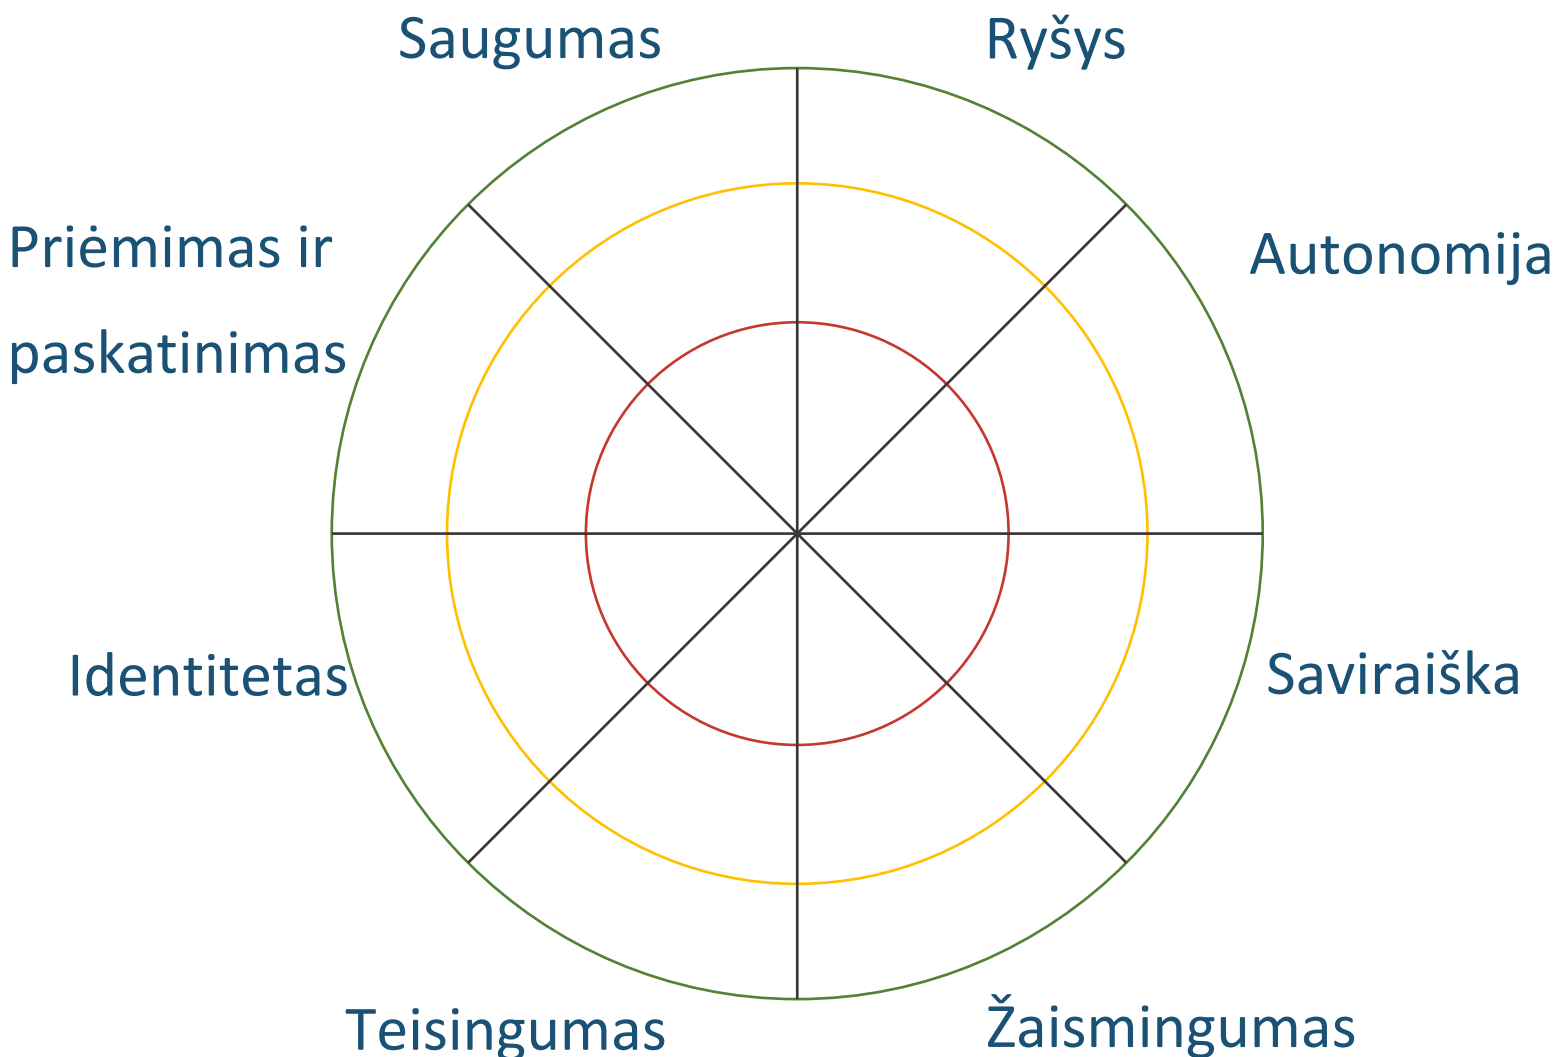 Saugumas
Ryšys
Priėmimas ir
paskatinimas
Autonomija
Identitetas
Saviraiška
Teisingumas
Žaismingumas